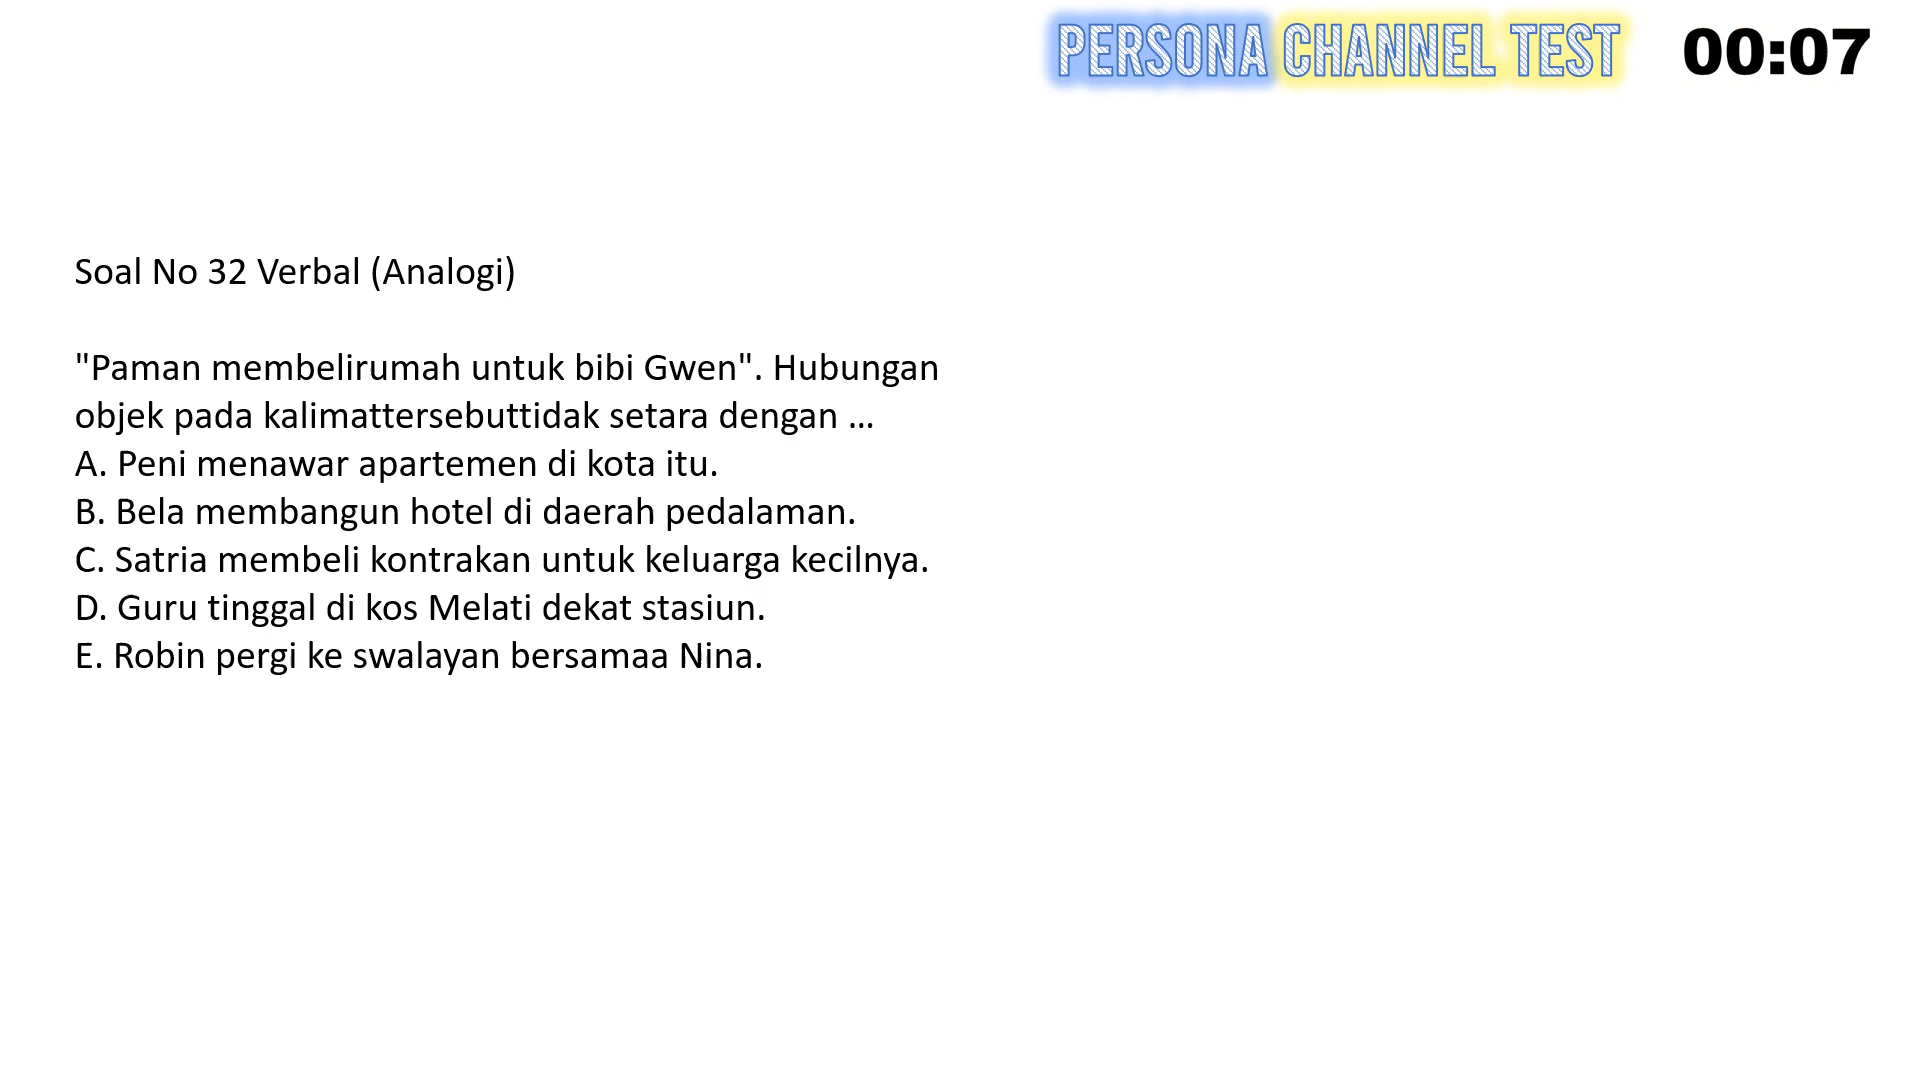 PERSONA CHANNEL TEST 00:07
Soal No 32 Verbal (Analogi)
"Paman membelirumah untuk bibi Gwen". Hubungan
objek pada kalimattersebuttidak setara dengan ...
A. Peni menawar apartemen di kota itu.
B. Bela membangun hotel di daerah pedalaman.
C. Satria membeli kontrakan untuk keluarga kecilnya.
D. Guru tinggal di kos Melati dekat stasiun.
E. Robin pergi ke swalayan bersamaa Nina.